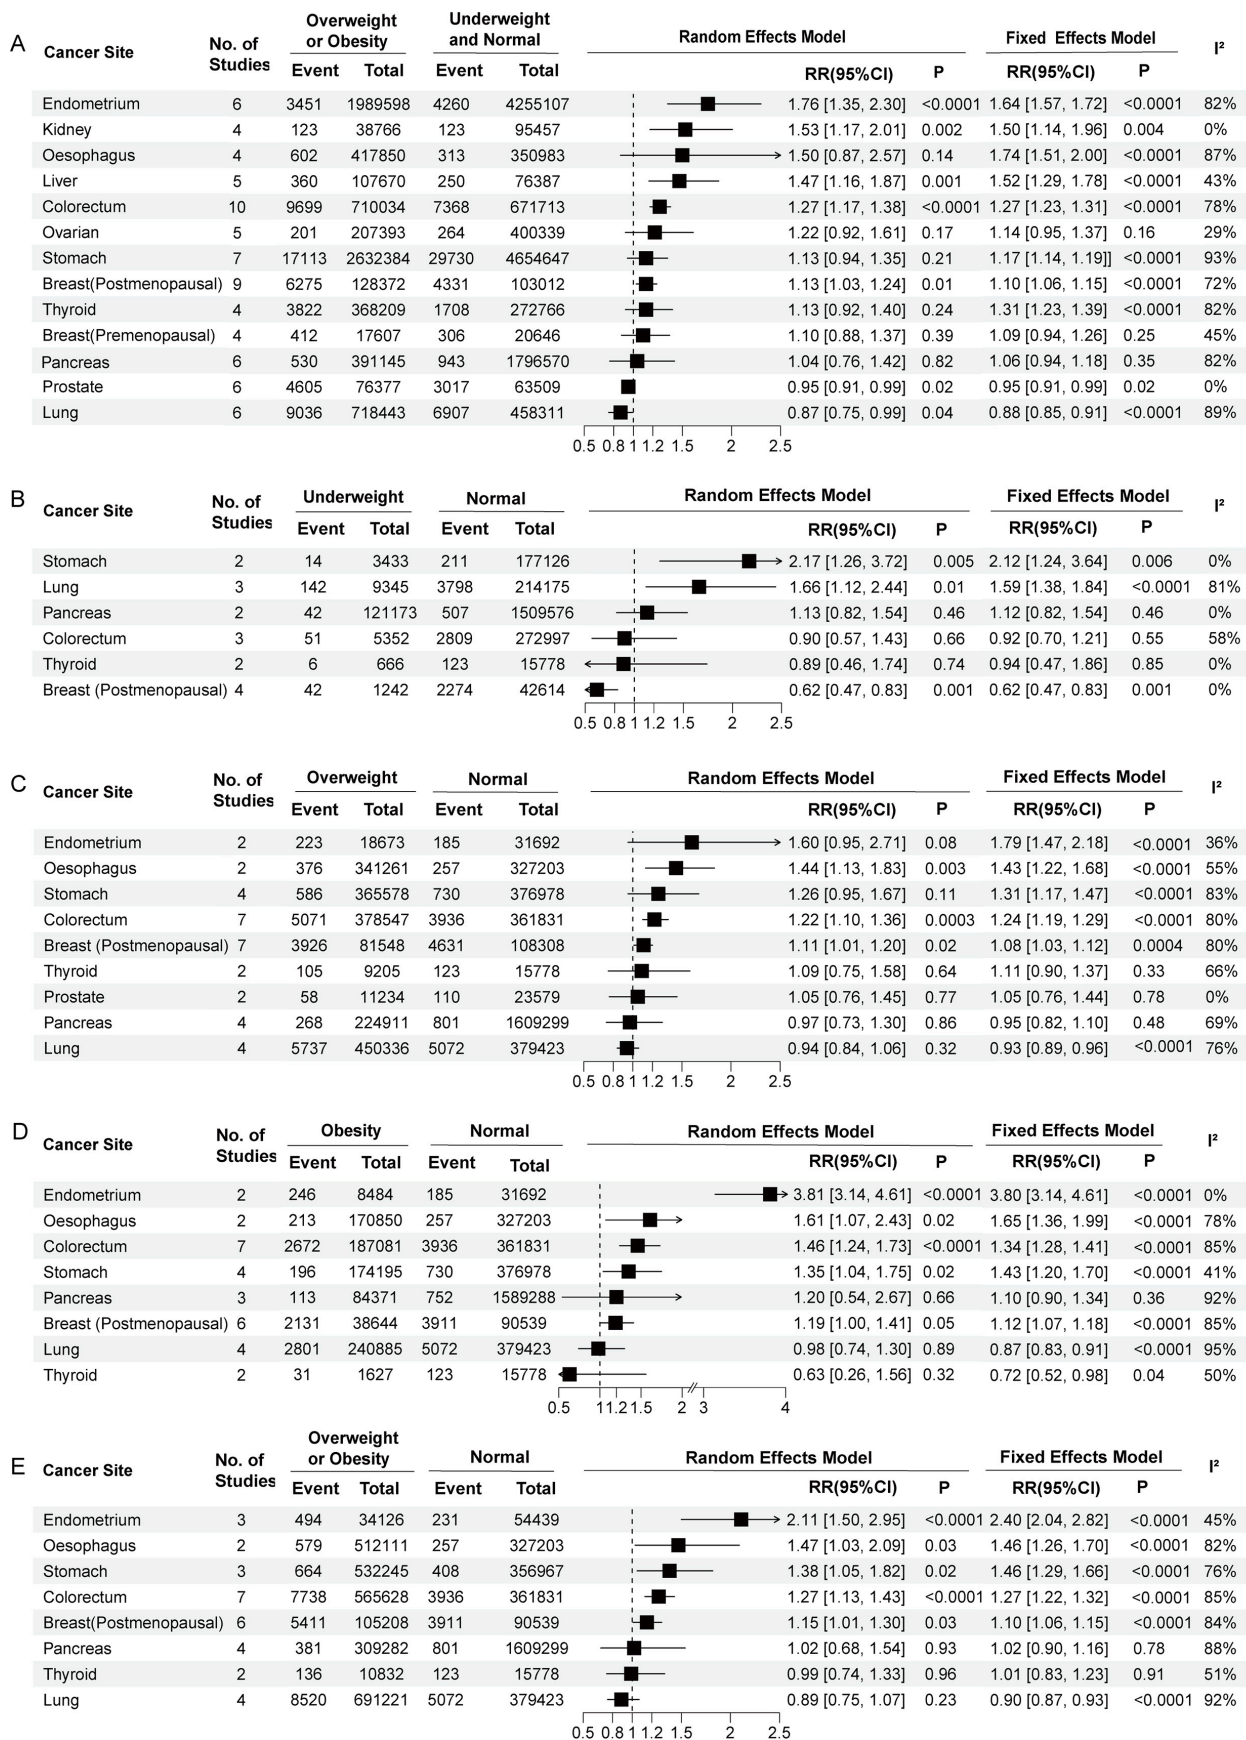 A Cancer Site No. of Studies Overweight or Obesity Underweight and Normal Random Effects Model Fixed Effects Model I²
Event Total Event Total RR(95%CI) P RR(95%CI) P
Endometrium 6 3451 1989598 4260 4255107 1.76 [1.35, 2.30] <0.0001 1.64 [1.57, 1.72] <0.0001 82%
Kidney 4 123 38766 123 95457 1.53 [1.17, 2.01] 0.002 1.50 [1.14, 1.96] 0.004 0%
Oesophagus 4 602 417850 313 350983 1.50 [0.87, 2.57] 0.14 1.74 [1.51, 2.00] <0.0001 87%
Liver 5 360 107670 250 76387 1.47 [1.16, 1.87] 0.001 1.52 [1.29, 1.78] <0.0001 43%
Colorectum 10 9699 710034 7368 671713 1.27 [1.17, 1.38] <0.0001 1.27 [1.23, 1.31] <0.0001 78%
Ovarian 5 201 207393 264 400339 1.22 [0.92, 1.61] 0.17 1.14 [0.95, 1.37] 0.16 29%
Stomach 7 17113 2632384 29730 4654647 1.13 [0.94, 1.35] 0.21 1.17 [1.14, 1.19]] <0.0001 93%
Breast(Postmenopausal) 9 6275 128372 4331 103012 1.13 [1.03, 1.24] 0.01 1.10 [1.06, 1.15] <0.0001 72%
Thyroid 4 3822 368209 1708 272766 1.13 [0.92, 1.40] 0.24 1.31 [1.23, 1.39] <0.0001 82%
Breast(Premenopausal) 4 412 17607 306 20646 1.10 [0.88, 1.37] 0.39 1.09 [0.94, 1.26] 0.25 45%
Pancreas 6 530 391145 943 1796570 1.04 [0.76, 1.42] 0.82 1.06 [0.94, 1.18] 0.35 82%
Prostate 6 4605 76377 3017 63509 0.95 [0.91, 0.99] 0.02 0.95 [0.91, 0.99] 0.02 0%
Lung 6 9036 718443 6907 458311 0.87 [0.75, 0.99] 0.04 0.88 [0.85, 0.91] <0.0001 89%
0.5 0.8 1 1.2 1.5 2 2.5
B Cancer Site No. of Studies Underweight Normal Random Effects Model Fixed Effects Model I²
Event Total Event Total RR(95%CI) P RR(95%CI) P
Stomach 2 14 3433 211 177126 2.17 [1.26, 3.72] 0.005 2.12 [1.24, 3.64] 0.006 0%
Lung 3 142 9345 3798 214175 1.66 [1.12, 2.44] 0.01 1.59 [1.38, 1.84] <0.0001 81%
Pancreas 2 42 121173 507 1509576 1.13 [0.82, 1.54] 0.46 1.12 [0.82, 1.54] 0.46 0%
Colorectum 3 51 5352 2809 272997 0.90 [0.57, 1.43] 0.66 0.92 [0.70, 1.21] 0.55 58%
Thyroid 2 6 666 123 15778 0.89 [0.46, 1.74] 0.74 0.94 [0.47, 1.86] 0.85 0%
Breast (Postmenopausal) 4 42 1242 2274 42614 0.62 [0.47, 0.83] 0.001 0.62 [0.47, 0.83] 0.001 0%
0.5 0.8 1 1.2 1.5 2 2.5
C Cancer Site No. of Studies Overweight Normal Random Effects Model Fixed Effects Model I²
Event Total Event Total RR(95%CI) P RR(95%CI) P
Endometrium 2 223 18673 185 31692 1.60 [0.95, 2.71] 0.08 1.79 [1.47, 2.18] <0.0001 36%
Oesophagus 2 376 341261 257 327203 1.44 [1.13, 1.83] 0.003 1.43 [1.22, 1.68] <0.0001 55%
Stomach 4 586 365578 730 376978 1.26 [0.95, 1.67] 0.11 1.31 [1.17, 1.47] <0.0001 83%
Colorectum 7 5071 378547 3936 361831 1.22 [1.10, 1.36] 0.0003 1.24 [1.19, 1.29] <0.0001 80%
Breast (Postmenopausal) 7 3926 81548 4631 108308 1.11 [1.01, 1.20] 0.02 1.08 [1.03, 1.12] 0.0004 80%
Thyroid 2 105 9205 123 15778 1.09 [0.75, 1.58] 0.64 1.11 [0.90, 1.37] 0.33 66%
Prostate 2 58 11234 110 23579 1.05 [0.76, 1.45] 0.77 1.05 [0.76, 1.44] 0.78 0%
Pancreas 4 268 224911 801 1609299 0.97 [0.73, 1.30] 0.86 0.95 [0.82, 1.10] 0.48 69%
Lung 4 5737 450336 5072 379423 0.94 [0.84, 1.06] 0.32 0.93 [0.89, 0.96] <0.0001 76%
0.5 0.8 1 1.2 1.5 2 2.5
D Cancer Site No. of Studies Obesity Normal Random Effects Model Fixed Effects Model I²
Event Total Event Total RR(95%CI) P RR(95%CI) P
Endometrium 2 246 8484 185 31692 3.81 [3.14, 4.61] <0.0001 3.80 [3.14, 4.61] <0.0001 0%
Oesophagus 2 213 170850 257 327203 1.61 [1.07, 2.43] 0.02 1.65 [1.36, 1.99] <0.0001 78%
Colorectum 7 2672 187081 3936 361831 1.46 [1.24, 1.73] <0.0001 1.34 [1.28, 1.41] <0.0001 85%
Stomach 4 196 174195 730 376978 1.35 [1.04, 1.75] 0.02 1.43 [1.20, 1.70] <0.0001 41%
Pancreas 3 113 84371 752 1589288 1.20 [0.54, 2.67] 0.66 1.10 [0.90, 1.34] 0.36 92%
Breast (Postmenopausal) 6 2131 38644 3911 90539 1.19 [1.00, 1.41] 0.05 1.12 [1.07, 1.18] <0.0001 85%
Lung 4 2801 240885 5072 379423 0.98 [0.74, 1.30] 0.89 0.87 [0.83, 0.91] <0.0001 95%
Thyroid 2 31 1627 123 15778 0.63 [0.26, 1.56] 0.32 0.72 [0.52, 0.98] 0.04 50%
0.5 1 1.2 1.5 2 // 3 4
E Cancer Site No. of Studies Overweight or Obesity Normal Random Effects Model Fixed Effects Model I²
Event Total Event Total RR(95%CI) P RR(95%CI) P
Endometrium 3 494 34126 231 54439 2.11 [1.50, 2.95] <0.0001 2.40 [2.04, 2.82] <0.0001 45%
Oesophagus 2 579 512111 257 327203 1.47 [1.03, 2.09] 0.03 1.46 [1.26, 1.70] <0.0001 82%
Stomach 3 664 532245 408 356967 1.38 [1.05, 1.82] 0.02 1.46 [1.29, 1.66] <0.0001 76%
Colorectum 7 7738 565628 3936 361831 1.27 [1.13, 1.43] <0.0001 1.27 [1.22, 1.32] <0.0001 85%
Breast(Postmenopausal) 6 5411 105208 3911 90539 1.15 [1.01, 1.30] 0.03 1.10 [1.06, 1.15] <0.0001 84%
Pancreas 4 381 309282 801 1609299 1.02 [0.68, 1.54] 0.93 1.02 [0.90, 1.16] 0.78 88%
Thyroid 2 136 10832 123 15778 0.99 [0.74, 1.33] 0.96 1.01 [0.83, 1.23] 0.91 51%
Lung 4 8520 691221 5072 379423 0.89 [0.75, 1.07] 0.23 0.90 [0.87, 0.93] <0.0001 92%
0.5 0.8 1 1.2 1.5 2 2.5